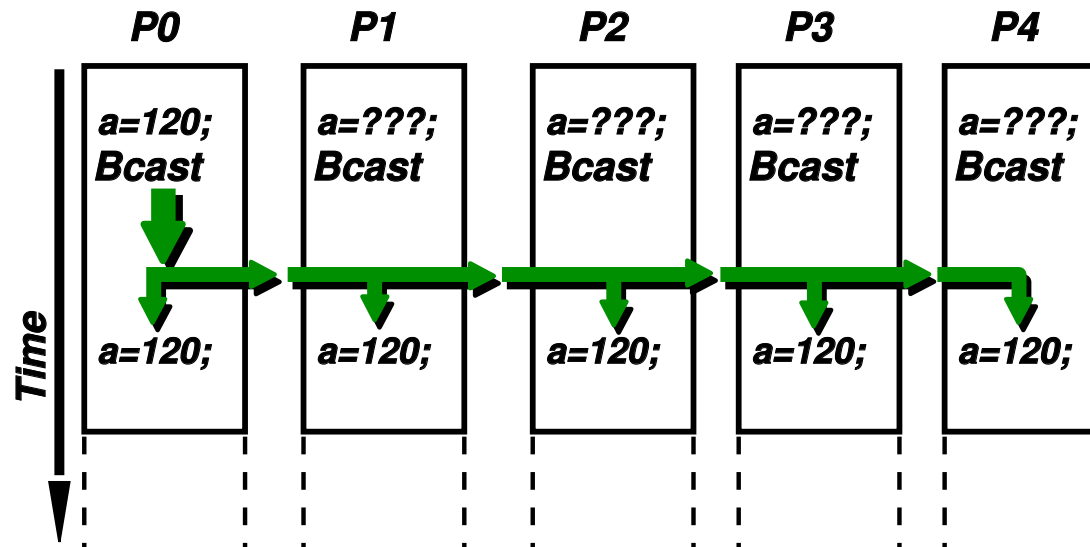 P0 P1 P2 P3 P4
a=120; a=???; a=???; a=???; a=???;
Bcast Bcast Bcast Bcast Bcast
a=120; a=120; a=120; a=120; a=120;
Time